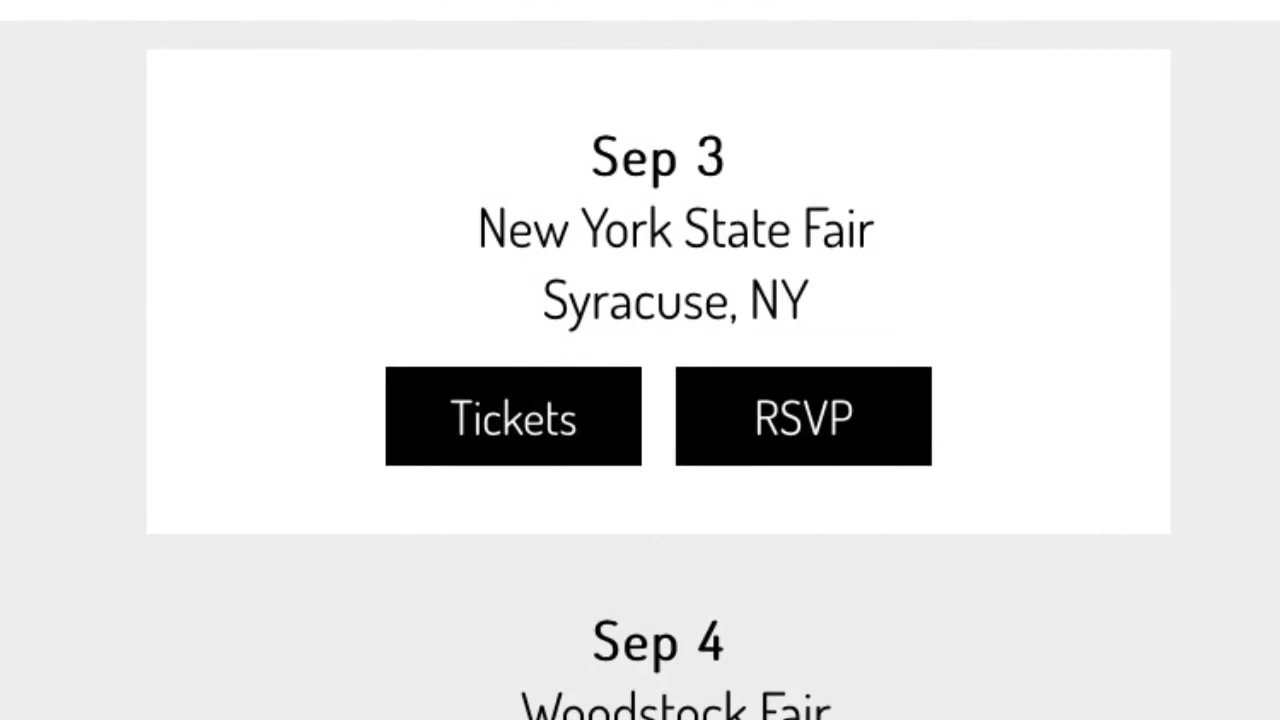 Sep 3
New York State Fair
Syracuse, NY
Tickets RSVP
Sep 4
Woodstock Fair